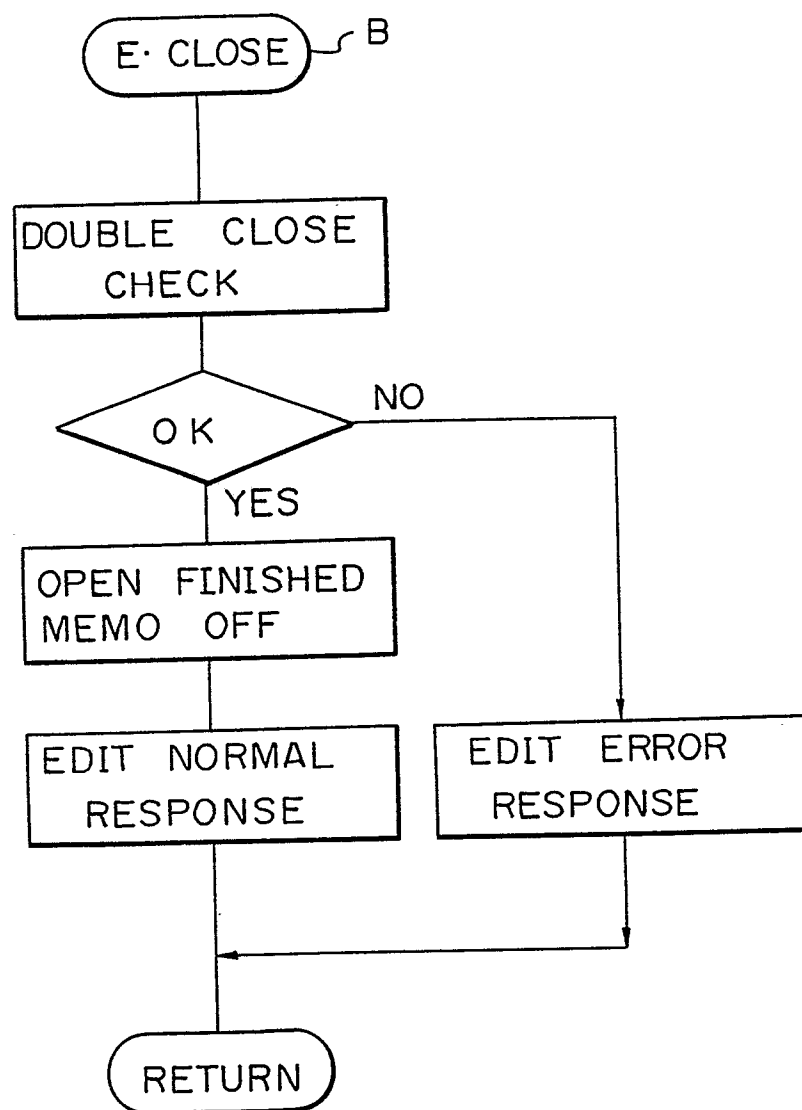 E· CLOSE
B
DOUBLE CLOSE
CHECK
OK
NO
YES
OPEN FINISHED
MEMO OFF
EDIT NORMAL
RESPONSE
EDIT ERROR
RESPONSE
RETURN